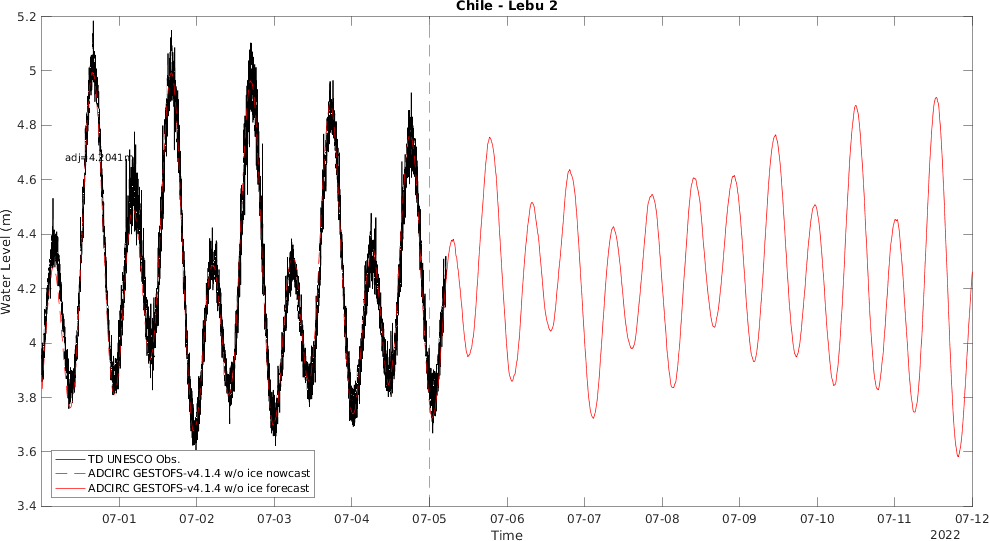 Chile - Lebu 2
5.2
5
4.8
4.6
4.4
4.2
4
3.8
3.6
3.4
Water Level (m)
adj=4.2041m
TD UNESCO Obs.
ADCIRC GESTOFS-v4.1.4 w/o ice nowcast
ADCIRC GESTOFS-v4.1.4 w/o ice forecast
07-01 07-02 07-03 07-04 07-05 07-06 07-07 07-08 07-09 07-10 07-11 07-12
Time
2022